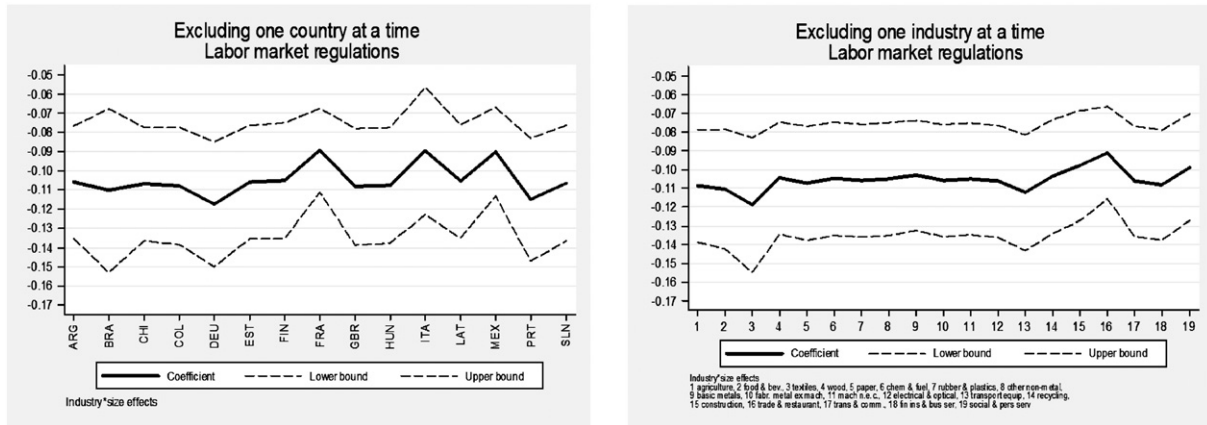 Excluding one country at a time
Labor market regulations
-0.05
-0.06
-0.07
-0.08
-0.09
-0.10
-0.11
-0.12
-0.13
-0.14
-0.15
-0.16
-0.17
ARG
BRA
CHI
COL
DEU
EST
FIN
FRA
GBR
HUN
ITA
LAT
MEX
PRT
SLN
Coefficient Lower bound Upper bound
Industry*size effects
Excluding one industry at a time
Labor market regulations
-0.05
-0.06
-0.07
-0.08
-0.09
-0.10
-0.11
-0.12
-0.13
-0.14
-0.15
-0.16
-0.17
1 2 3 4 5 6 7 8 9 10 11 12 13 14 15 16 17 18 19
Coefficient Lower bound Upper bound
Industry*size effects
1 agriculture, 2 food & bev., 3 textiles, 4 wood, 5 paper, 6 chem & fuel, 7 rubber & plastics, 8 other non-metal,
9 basic metals, 10 fabr. metal ex mach, 11 mach n.e.c., 12 electrical & optical, 13 transport equip, 14 recycling,
15 construction, 16 trade & restaurant, 17 trans & comm., 18 fin ins & bus ser, 19 social & pers serv